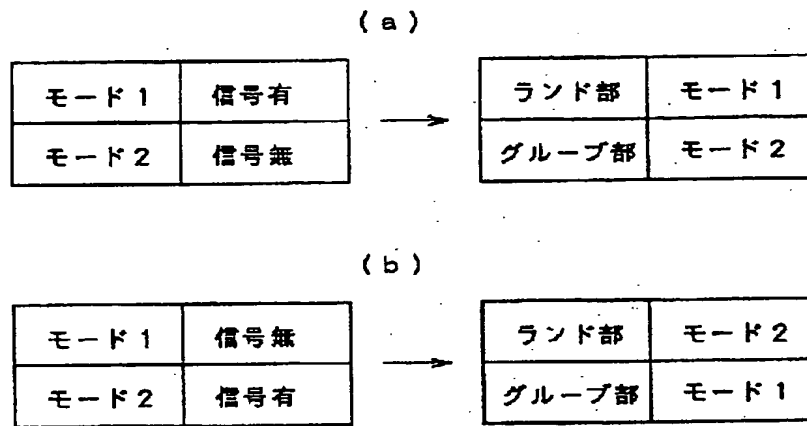 (a)
モード1 信号有 ランド部 モード1
モード2 信号無 グルーブ部 モード2
(b)
モード1 信号無 ランド部 モード2
モード2 信号有 グルーブ部 モード1